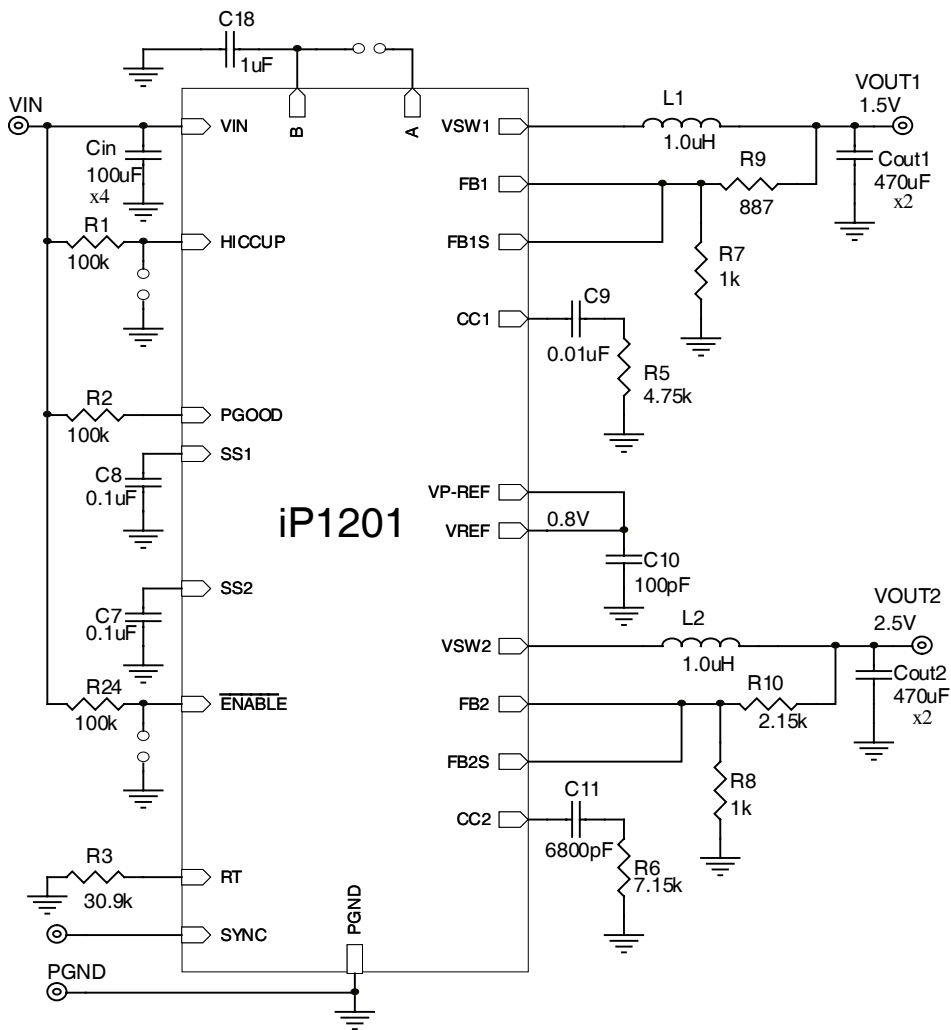 C18
1uF
VIN
VOUT1
1.5V
B
A
VIN
VSW1
L1
1.0uH
Cin
100uF
x4
Cout1
470uF
x2
FB1
R9
887
R1
100k
HICCUP
FB1S
R7
1k
CC1
C9
0.01uF
R5
4.75k
R2
100k
PGOOD
SS1
C8
0.1uF
iP1201
VP-REF
VREF
0.8V
C10
100pF
SS2
C7
0.1uF
VOUT2
2.5V
VSW2
L2
1.0uH
Cout2
470uF
x2
R24
100k
ENABLE
FB2
R10
2.15k
FB2S
R8
1k
CC2
C11
6800pF
R6
7.15k
R3
30.9k
RT
SYNC
PGND
PGND